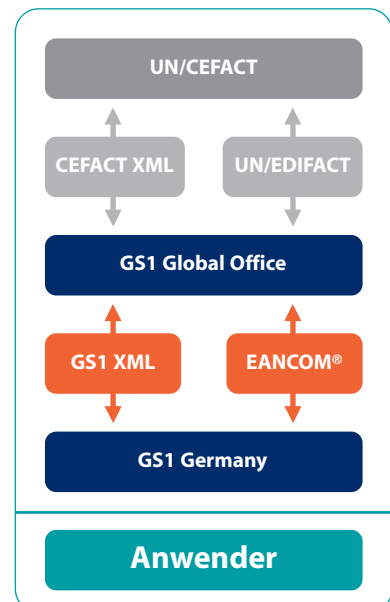 UN/CEFACT
CEFACT XML UN/EDIFACT
GS1 Global Office
GS1 XML EANCOM®
GS1 Germany
Anwender